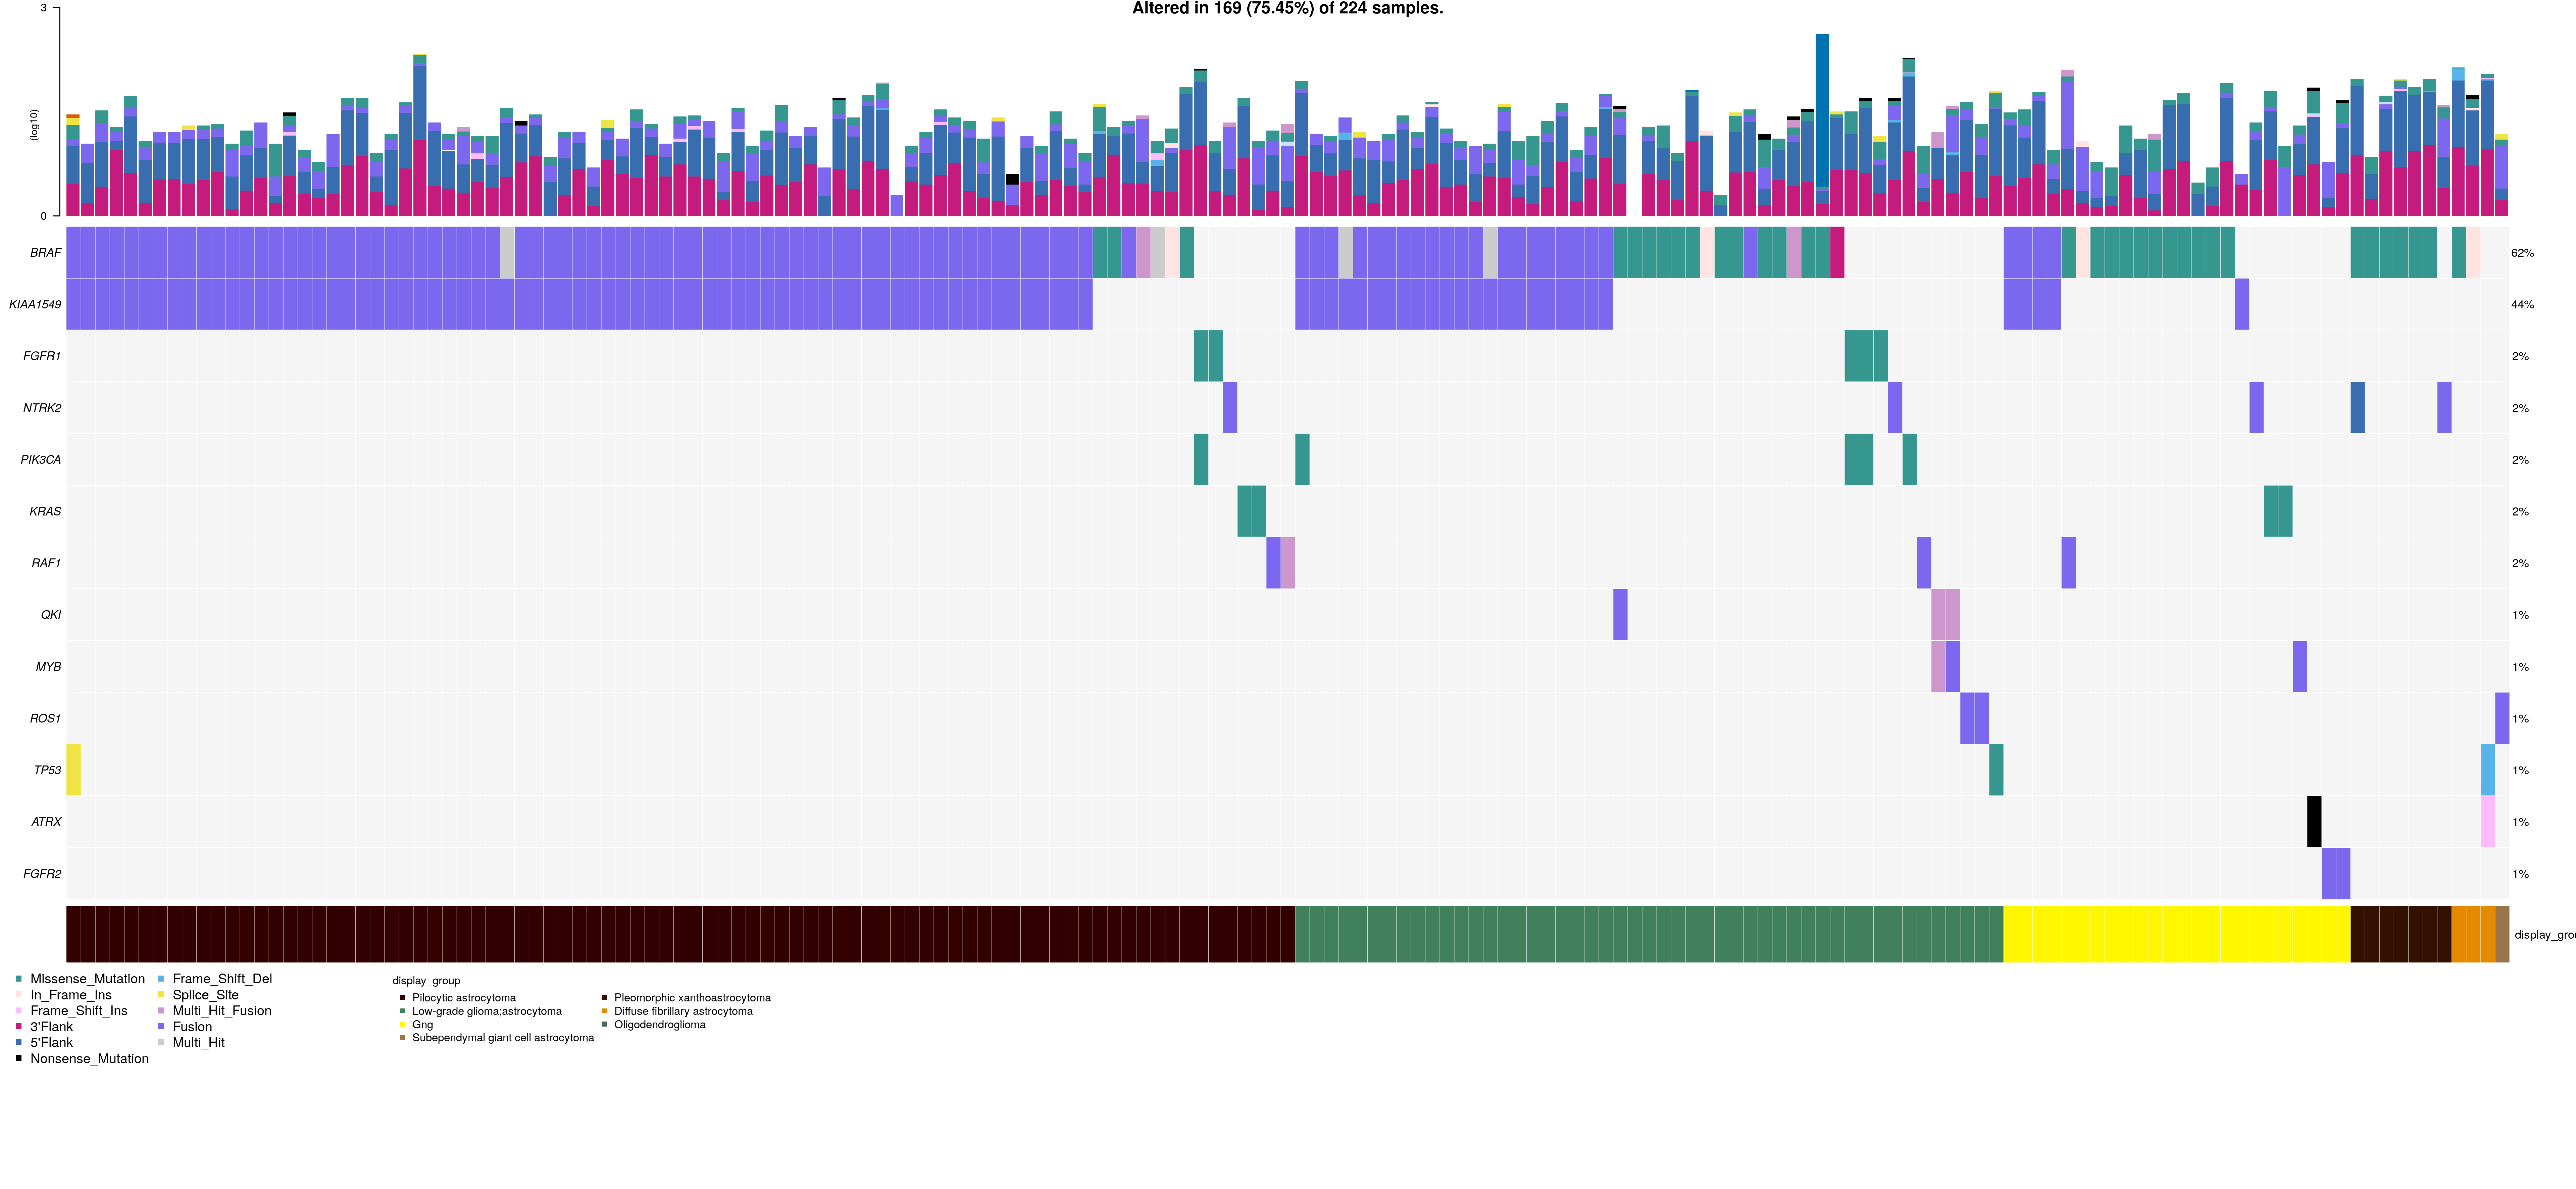 Altered in 169 (75.45%) of 224 samples.
3
(log10)
0
BRAF 62%
KIAA1549 44%
FGFR1 2%
NTRK2 2%
PIK3CA 2%
KRAS 2%
RAF1 2%
QKI 1%
MYB 1%
ROS1 1%
TP53 1%
ATRX 1%
FGFR2 1%
display_grou
Missense_Mutation
In_Frame_Ins
Frame_Shift_Ins
3'Flank
5'Flank
Nonsense_Mutation
Frame_Shift_Del
Splice_Site
Multi_Hit_Fusion
Fusion
Multi_Hit
display_group
Pilocytic astrocytoma
Low-grade glioma;astrocytoma
Gng
Subependymal giant cell astrocytoma
Pleomorphic xanthoastrocytoma
Diffuse fibrillary astrocytoma
Oligodendroglioma